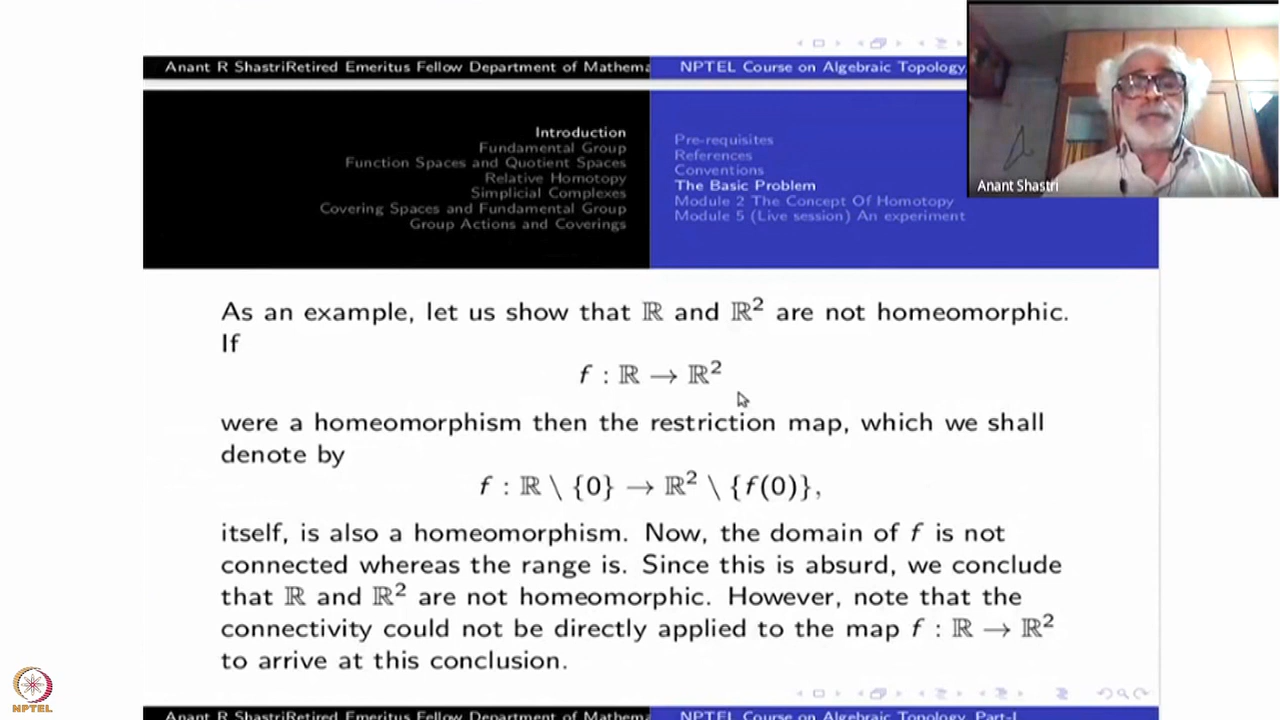 Anant R ShastriRetired Emeritus Fellow Department of Mathema
NPTEL Course on Algebraic Topology,
Introduction
Fundamental Group
Function Spaces and Quotient Spaces
Relative Homotopy
Simplicial Complexes
Covering Spaces and Fundamental Group
Group Actions and Coverings
Pre-requisites
References
Conventions
The Basic Problem
Module 2 The Concept Of Homotopy
Module 5 (Live session) An experiment
Anant Shastri
As an example, let us show that ℝ and ℝ² are not homeomorphic.
If
f : ℝ → ℝ²
were a homeomorphism then the restriction map, which we shall
denote by
f : ℝ \ {0} → ℝ² \ {f(0)},
itself, is also a homeomorphism. Now, the domain of f is not
connected whereas the range is. Since this is absurd, we conclude
that ℝ and ℝ² are not homeomorphic. However, note that the
connectivity could not be directly applied to the map f : ℝ → ℝ²
to arrive at this conclusion.
NPTEL
Anant R ShastriRetired Emeritus Fellow Department of Mathema
NPTEL Course on Algebraic Topology, Part-I